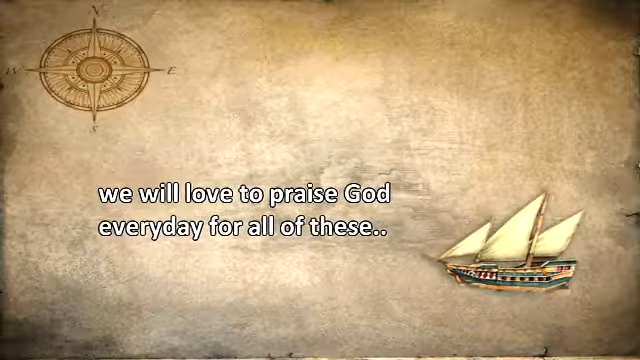 N
W E
S
we will love to praise God
everyday for all of these..